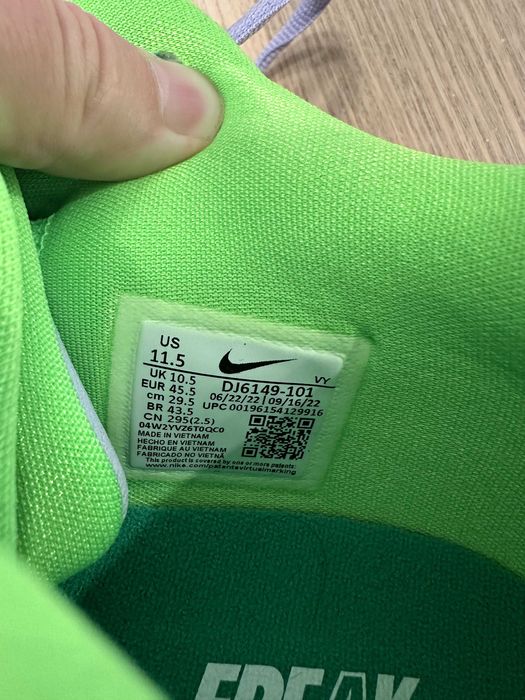 US
11.5
UK 10.5
EUR 45.5
cm 29.5
BR 43.5
CN 295(2.5)
VY
DJ6149-101
06/22/22 | 09/16/22
UPC 00196154129916
04W2YVZ6T0QC0
MADE IN VIETNAM
HECHO EN VIETNAM
FABRIQUE AU VIETNAM
FABRICADO NO VIETNÃ
This product is covered by one or more patents:
www.nike.com/patentsvirtualmarking
FREAK